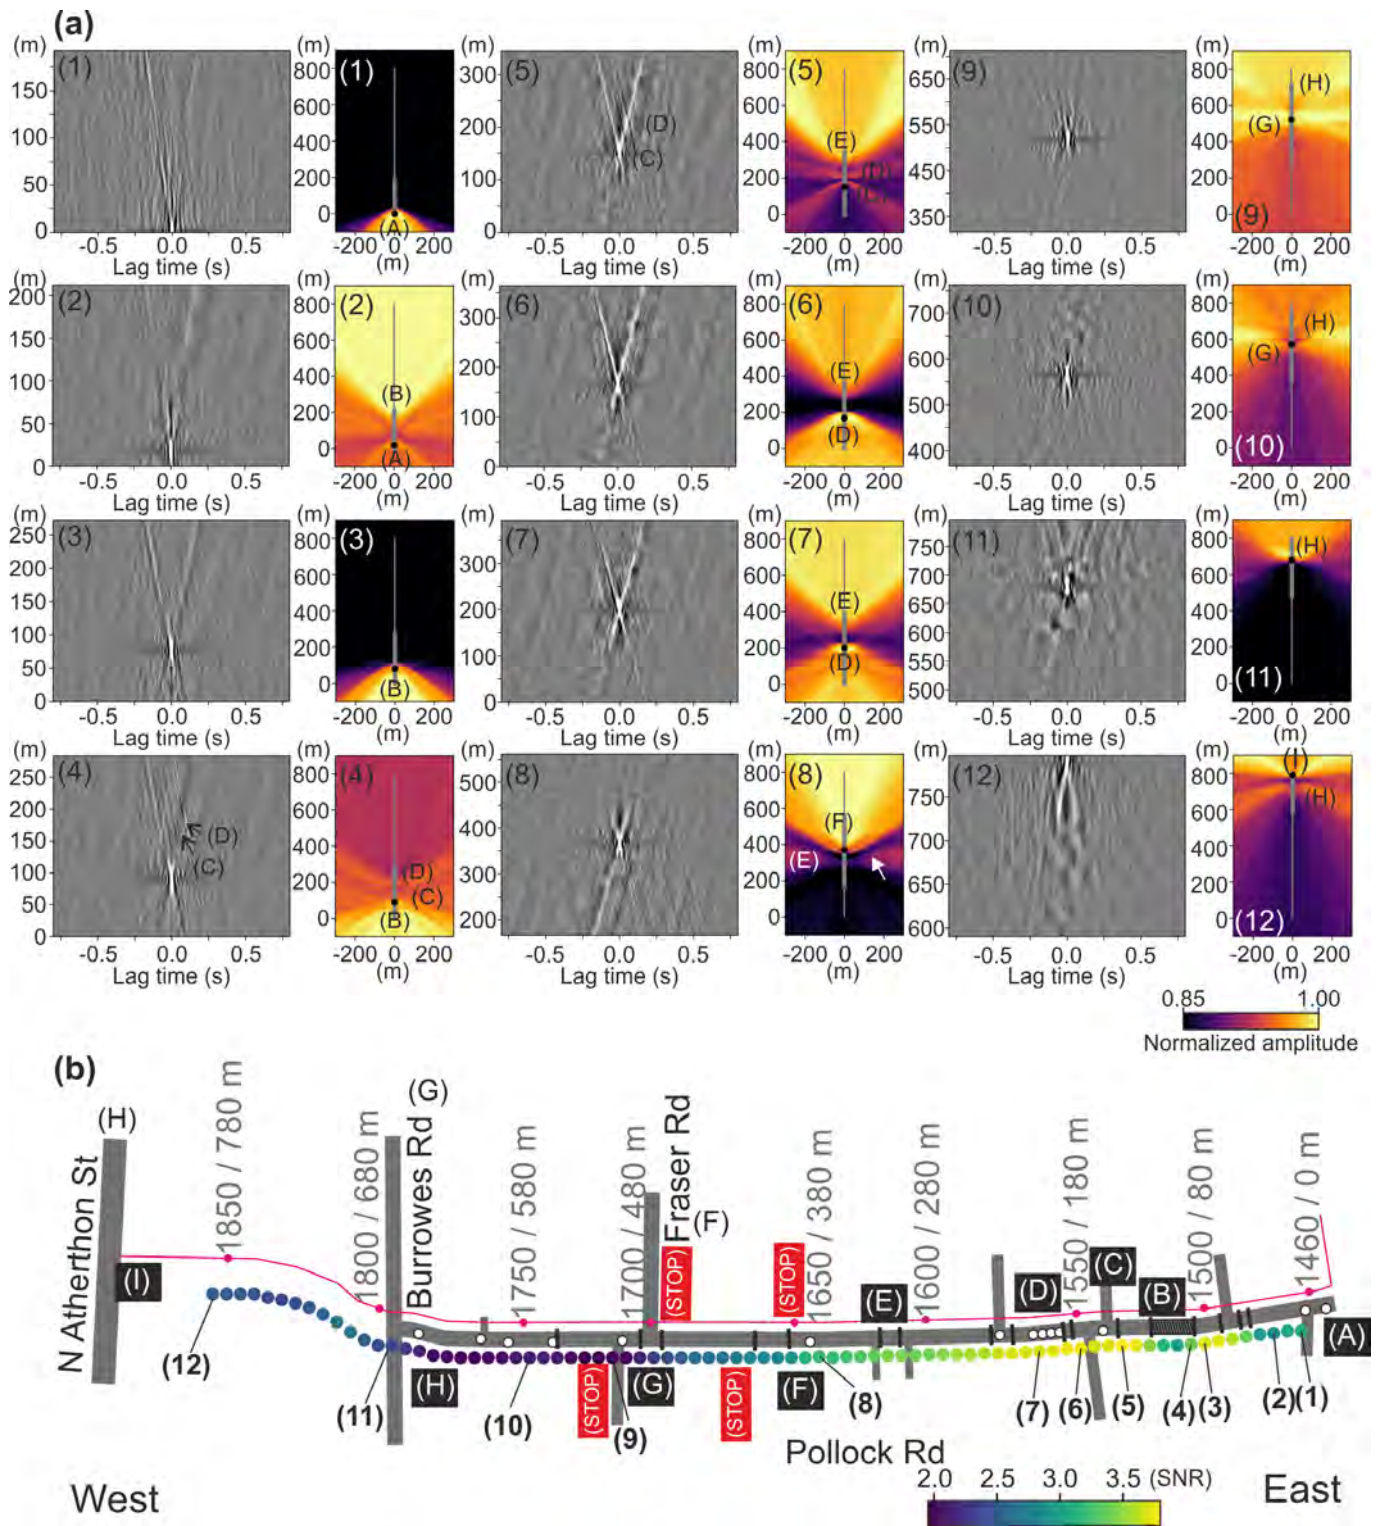 (a)
(m)
(1)
150
100
50
0
-0.5
0.0
0.5
Lag time (s)
(m)
800
600
400
200
0
(1)
(A)
-200
0
200
(m)
(m)
(5)
300
200
100
0
(D)
(C)
-0.5
0.0
0.5
Lag time (s)
(m)
800
600
400
200
0
(5)
(E)
-200
0
200
(m)
(m)
(9)
650
550
500
400
350
-0.5
0.0
0.5
Lag time (s)
(m)
800
600
400
200
0
(H)
(G)
(9)
-200
0
200
(m)
(m)
(2)
200
150
100
50
0
-0.5
0.0
0.5
Lag time (s)
(m)
800
600
400
200
0
(2)
(B)
(A)
-200
0
200
(m)
(m)
(6)
300
200
100
0
-0.5
0.0
0.5
Lag time (s)
(m)
800
600
400
200
0
(6)
(E)
(D)
-200
0
200
(m)
(m)
(10)
700
600
550
450
400
-0.5
0.0
0.5
Lag time (s)
(m)
800
600
400
200
0
(H)
(G)
(10)
-200
0
200
(m)
(m)
(3)
250
200
150
100
50
0
-0.5
0.0
0.5
Lag time (s)
(m)
800
600
400
200
0
(3)
(B)
-200
0
200
(m)
(m)
(7)
300
200
100
0
-0.5
0.0
0.5
Lag time (s)
(m)
800
600
400
200
0
(7)
(E)
(D)
-200
0
200
(m)
(m)
(11)
750
700
650
600
550
500
-0.5
0.0
0.5
Lag time (s)
(m)
800
600
400
200
0
(H)
(11)
-200
0
200
(m)
(m)
(4)
250
200
150
100
50
0
(D)
(C)
-0.5
0.0
0.5
Lag time (s)
(m)
800
600
400
200
0
(4)
(D)
(C)
(B)
-200
0
200
(m)
(m)
(8)
500
400
300
200
-0.5
0.0
0.5
Lag time (s)
(m)
800
600
400
200
0
(8)
(F)
(E)
-200
0
200
(m)
(m)
(12)
750
700
650
600
-0.5
0.0
0.5
Lag time (s)
(m)
800
600
400
200
0
(I)
(H)
(12)
-200
0
200
(m)
0.85
1.00
Normalized amplitude
(b)
N Atherthon St
(H)
1850 / 780 m
1800 / 680 m
Burrowes Rd
(G)
1750 / 580 m
1700 / 480 m
Fraser Rd
(F)
1650 / 380 m
1600 / 280 m
1550 / 180 m
1500 / 80 m
1460 / 0 m
(STOP)
(STOP)
(I)
(E)
(D)
(C)
(B)
(A)
(H)
(STOP)
(G)
(STOP)
(F)
(12)
(11)
(10)
(9)
(8)
(7)
(6)
(5)
(4)
(3)
(2)
(1)
Pollock Rd
2.0
2.5
3.0
3.5
(SNR)
West
East